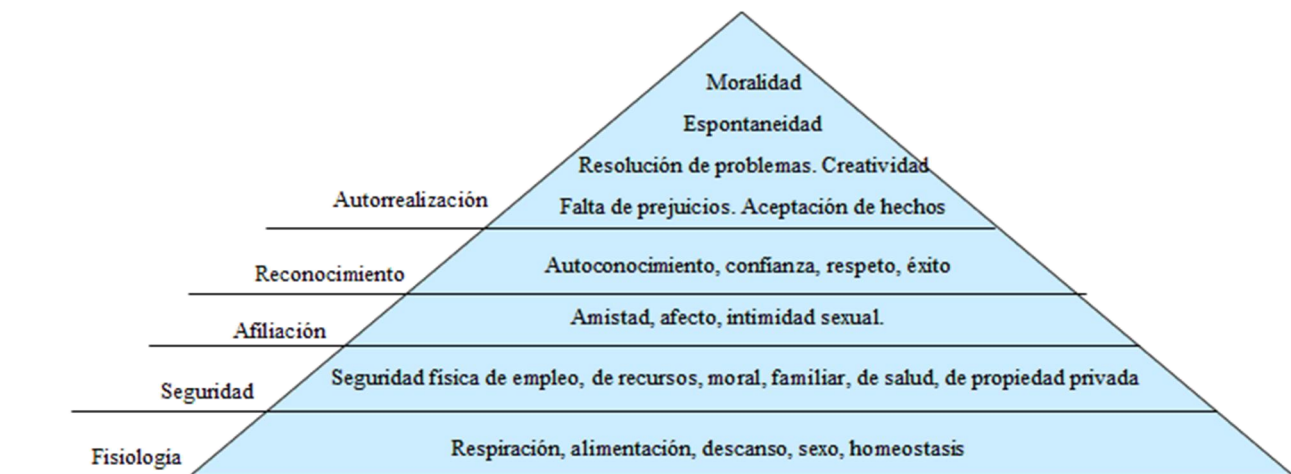 Moralidad
Espontaneidad
Resolución de problemas. Creatividad
Autorrealización
Falta de prejuicios. Aceptación de hechos
Reconocimiento
Autoconocimiento, confianza, respeto, éxito
Afiliación
Amistad, afecto, intimidad sexual.
Seguridad
Seguridad física de empleo, de recursos, moral, familiar, de salud, de propiedad privada
Fisiología
Respiración, alimentación, descanso, sexo, homeostasis